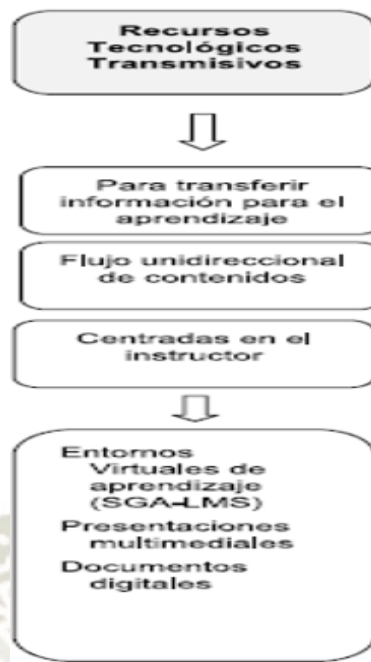 Recursos
Tecnológicos
Transmisivos
Para transferir
información para el
aprendizaje
Flujo unidireccional
de contenidos
Centradas en el
instructor
Entornos
Virtuales de
aprendizaje
(SGA-LMS)
Presentaciones
multimediales
Documentos
digitales